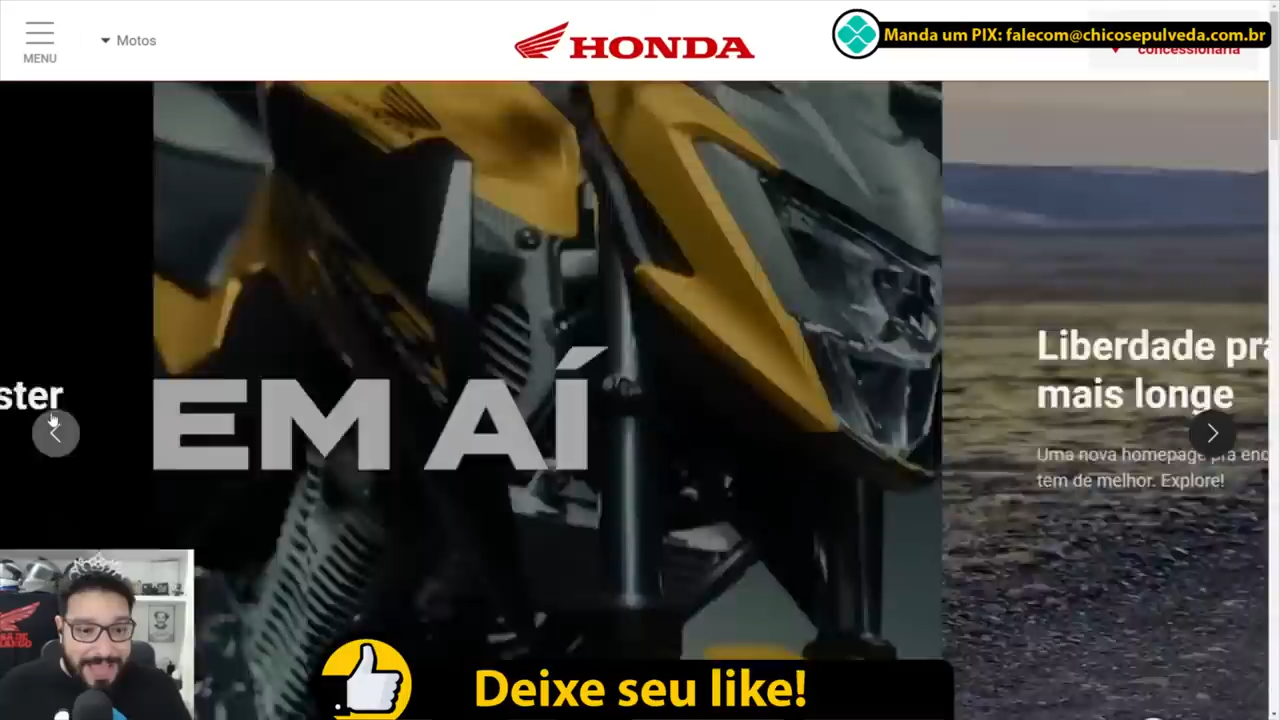 MENU
Motos
HONDA
Manda um PIX: falecom@chicosepulveda.com.br
concessionária
EM AÍ
ster
Liberdade pra
mais longe
Uma nova homepage pra enc
tem de melhor. Explore!
Deixe seu like!